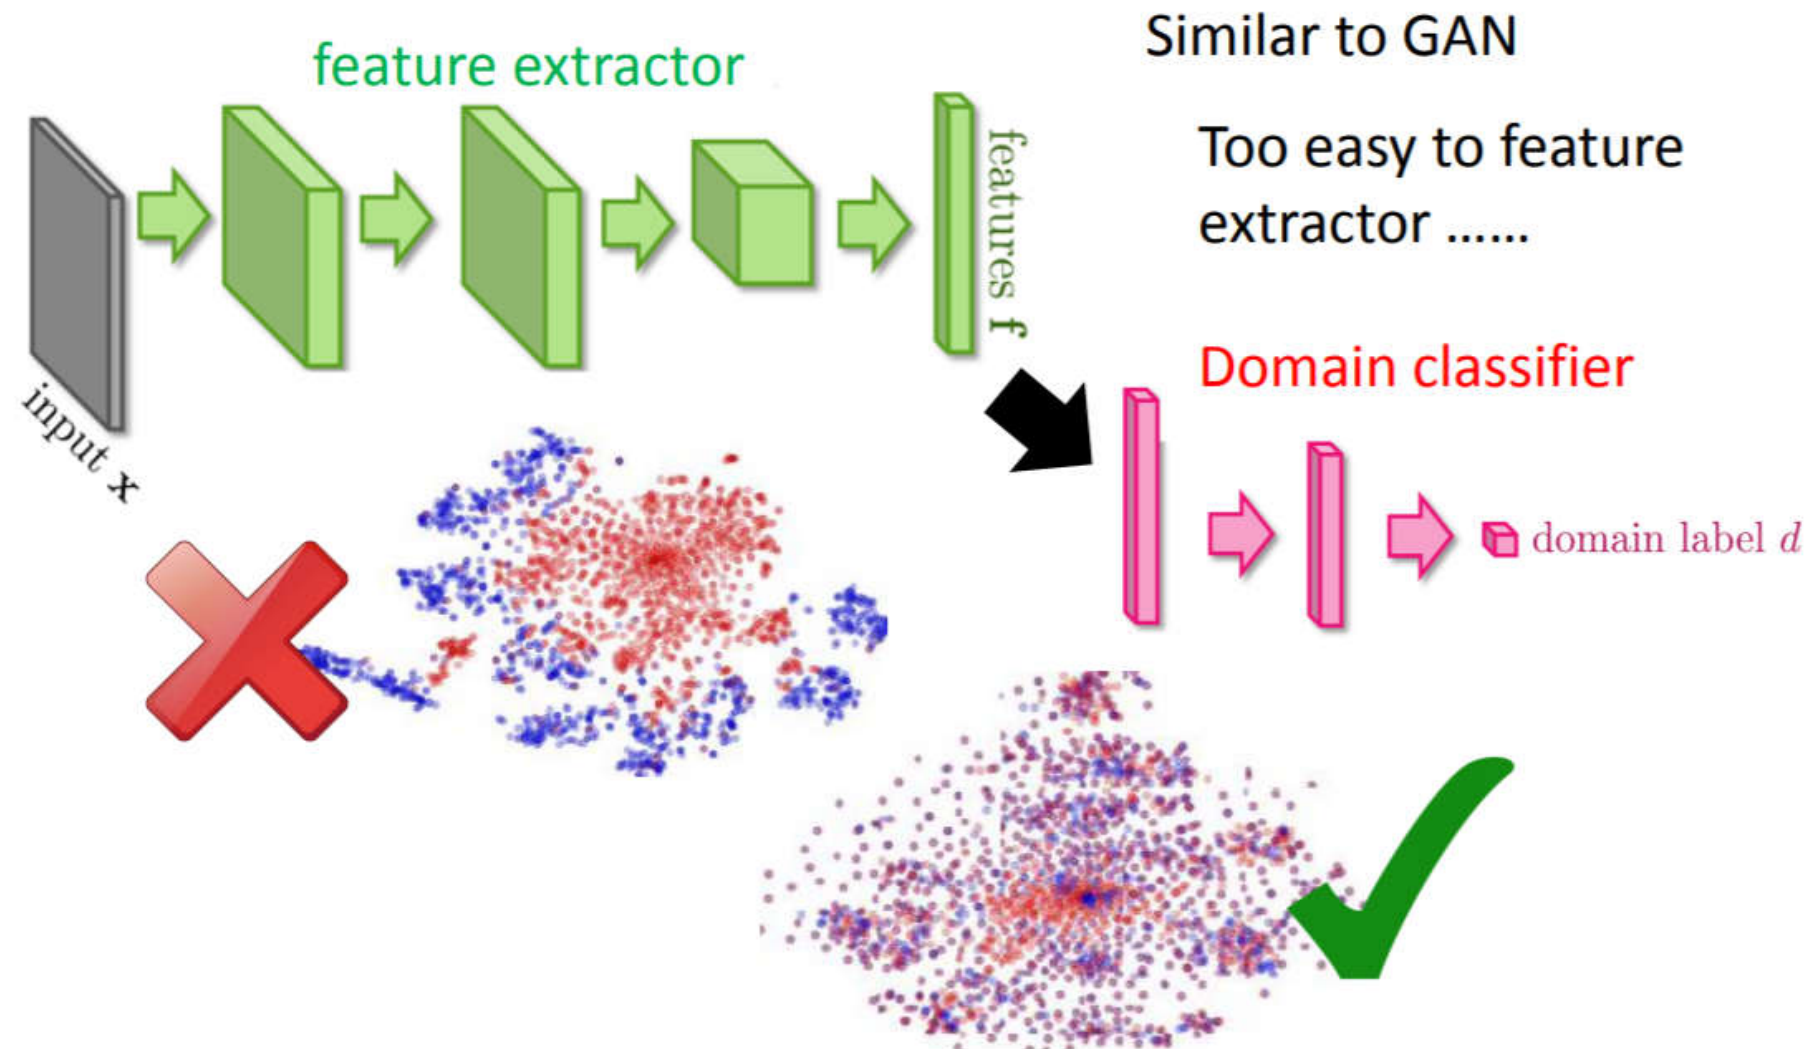 Similar to GAN
feature extractor
Too easy to feature
extractor ......
features f
input x
Domain classifier
domain label d